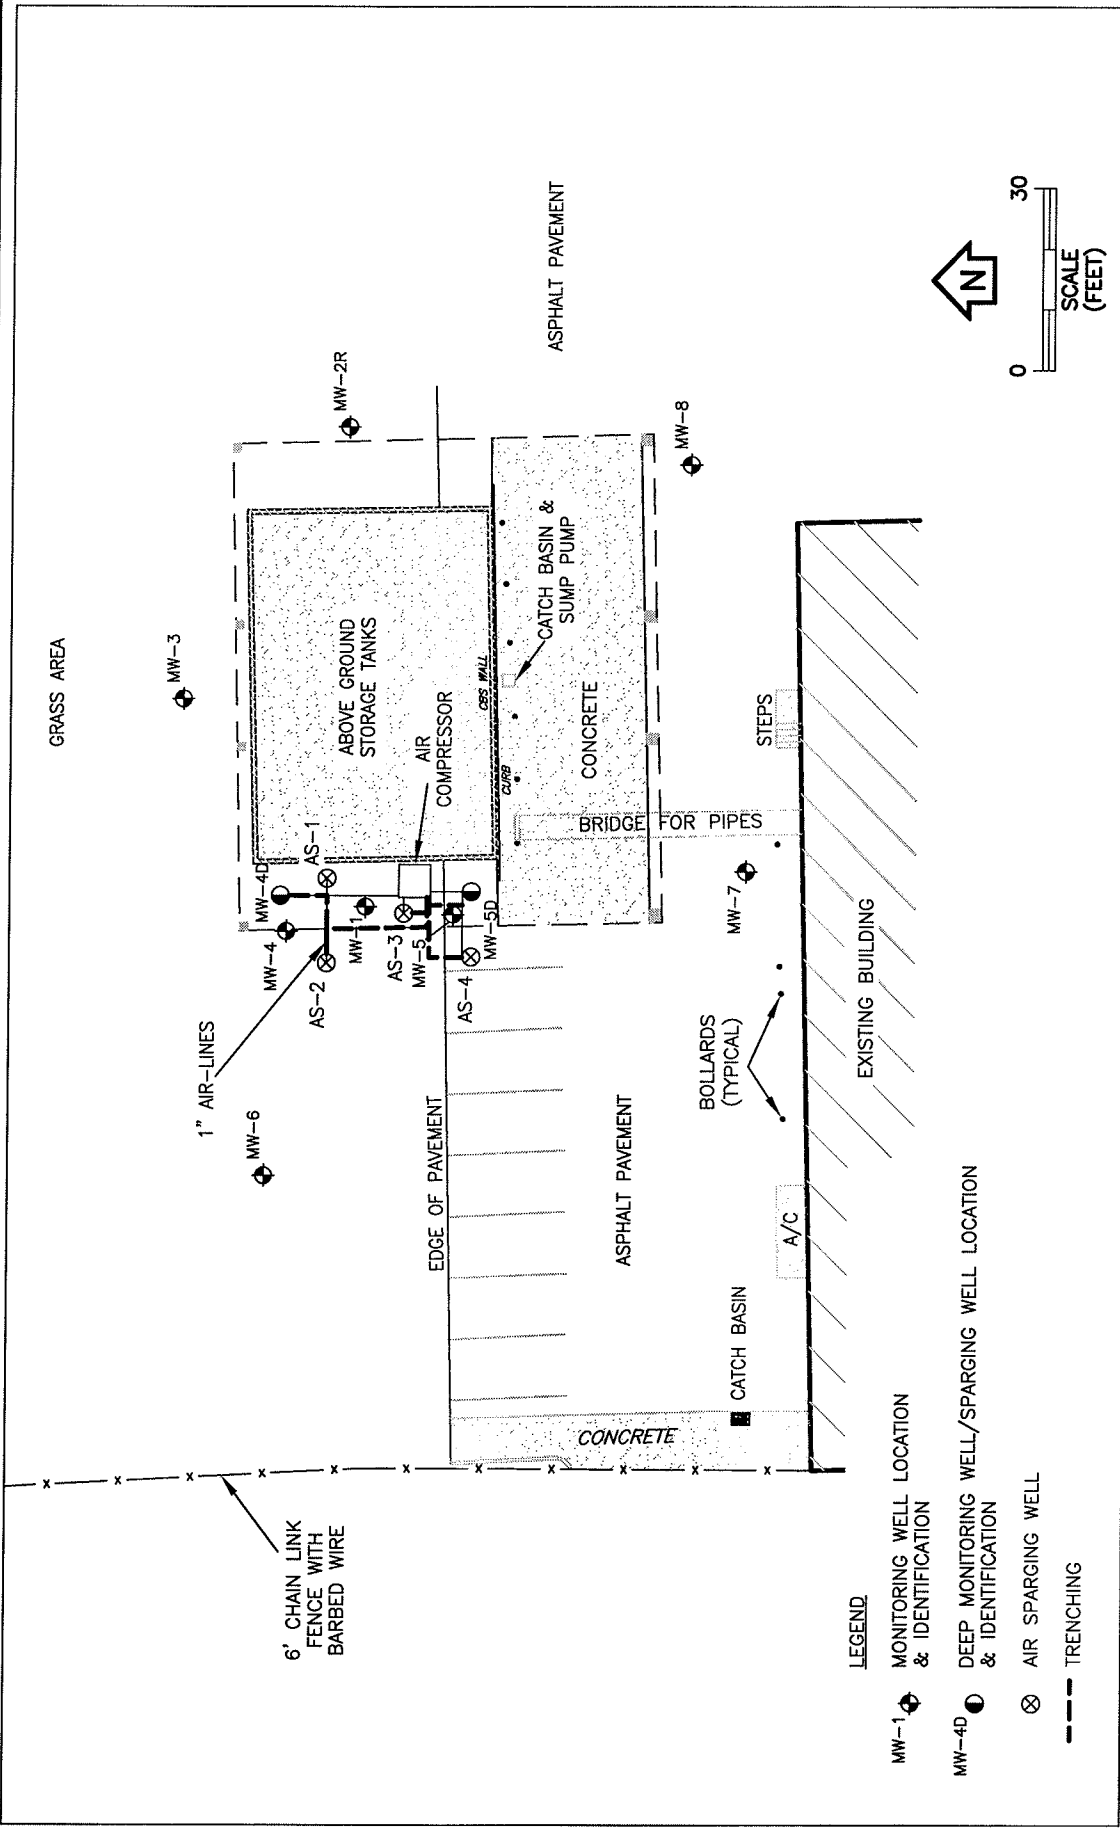 GRASS AREA
MW-3
MW-2R
ASPHALT PAVEMENT
ABOVE GROUND
STORAGE TANKS
AIR
COMPRESSOR
CBS WALL
CURB
CATCH BASIN &
SUMP PUMP
CONCRETE
MW-8
BRIDGE FOR PIPES
STEPS
MW-4D
AS-1
MW-4
MW-1
AS-2
AS-3
MW-5
MW-5D
AS-4
1" AIR-LINES
MW-6
MW-7
EDGE OF PAVEMENT
ASPHALT PAVEMENT
BOLLARDS
(TYPICAL)
EXISTING BUILDING
A/C
CATCH BASIN
CONCRETE
x
x
x
x
x
x
x
x
x
x
x
6' CHAIN LINK
FENCE WITH
BARBED WIRE
N
0 30
SCALE
(FEET)
LEGEND
MW-1 MONITORING WELL LOCATION
& IDENTIFICATION
MW-4D DEEP MONITORING WELL/SPARGING WELL LOCATION
& IDENTIFICATION
AIR SPARGING WELL
TRENCHING